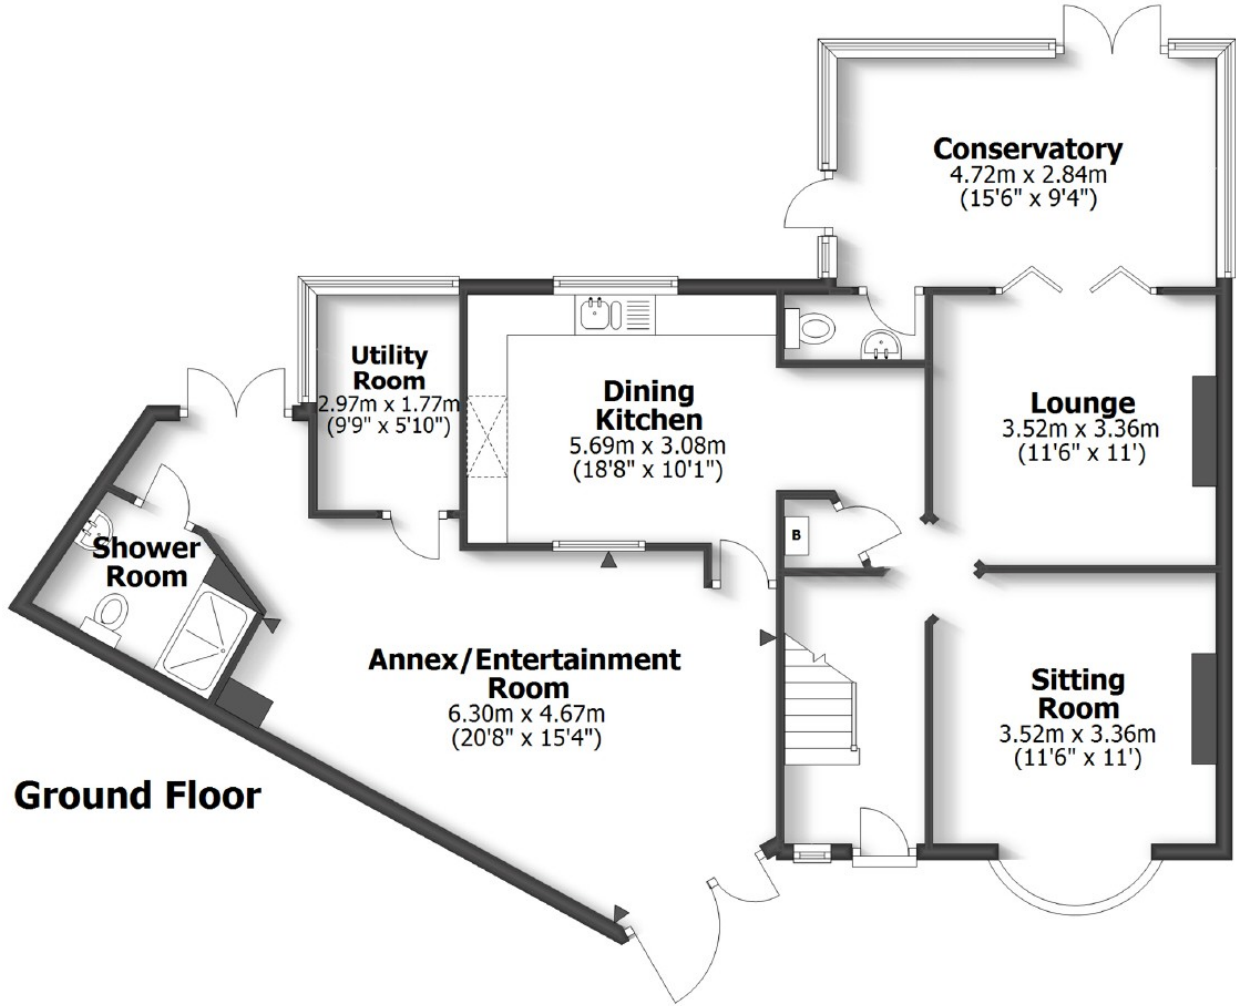 Conservatory
4.72m x 2.84m
(15'6" x 9'4")
Utility
Room
2.97m x 1.77m
(9'9" x 5'10")
Dining
Kitchen
5.69m x 3.08m
(18'8" x 10'1")
Lounge
3.52m x 3.36m
(11'6" x 11')
B
Shower
Room
Annex/Entertainment
Room
6.30m x 4.67m
(20'8" x 15'4")
Sitting
Room
3.52m x 3.36m
(11'6" x 11')
Ground Floor